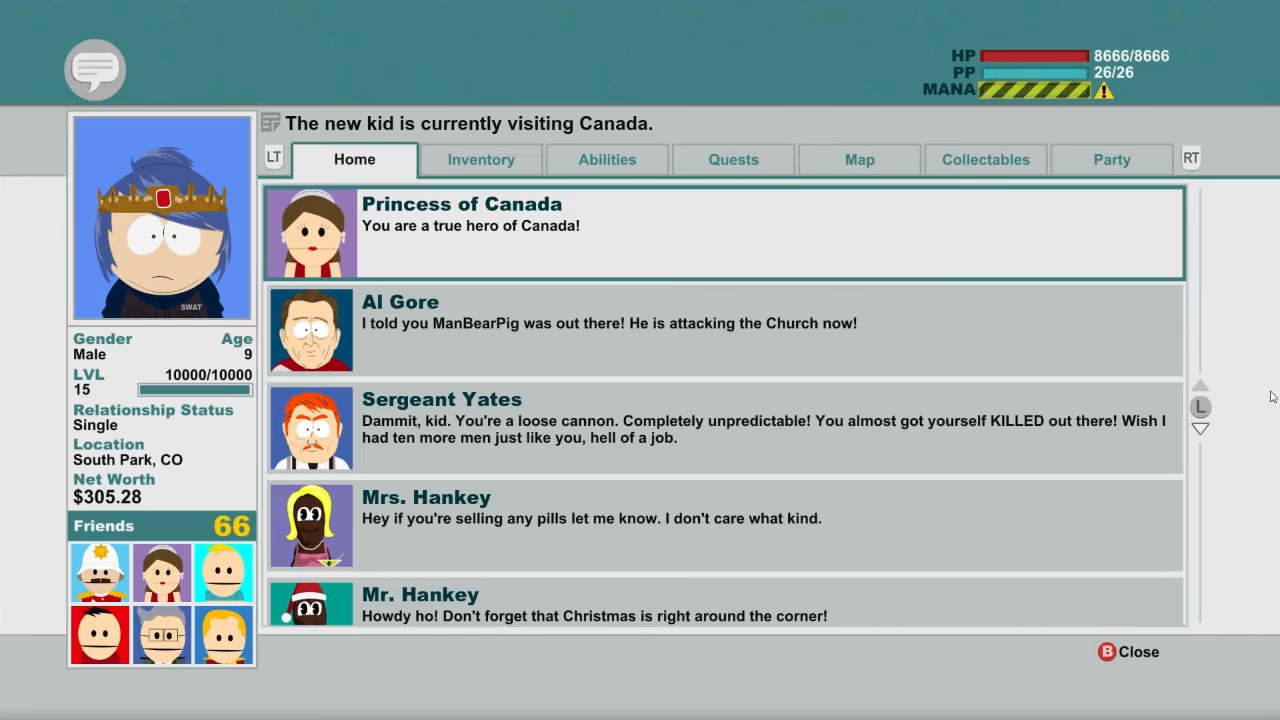 HP 8666/8666
PP 26/26
MANA
The new kid is currently visiting Canada.
LT Home Inventory Abilities Quests Map Collectables Party RT
SWAT
Gender Age
Male 9
LVL 10000/10000
15
Relationship Status
Single
Location
South Park, CO
Net Worth
$305.28
Friends 66
Princess of Canada
You are a true hero of Canada!
Al Gore
I told you ManBearPig was out there! He is attacking the Church now!
Sergeant Yates
Dammit, kid. You're a loose cannon. Completely unpredictable! You almost got yourself KILLED out there! Wish I
had ten more men just like you, hell of a job.
Mrs. Hankey
Hey if you're selling any pills let me know. I don't care what kind.
Mr. Hankey
Howdy ho! Don't forget that Christmas is right around the corner!
L
B Close